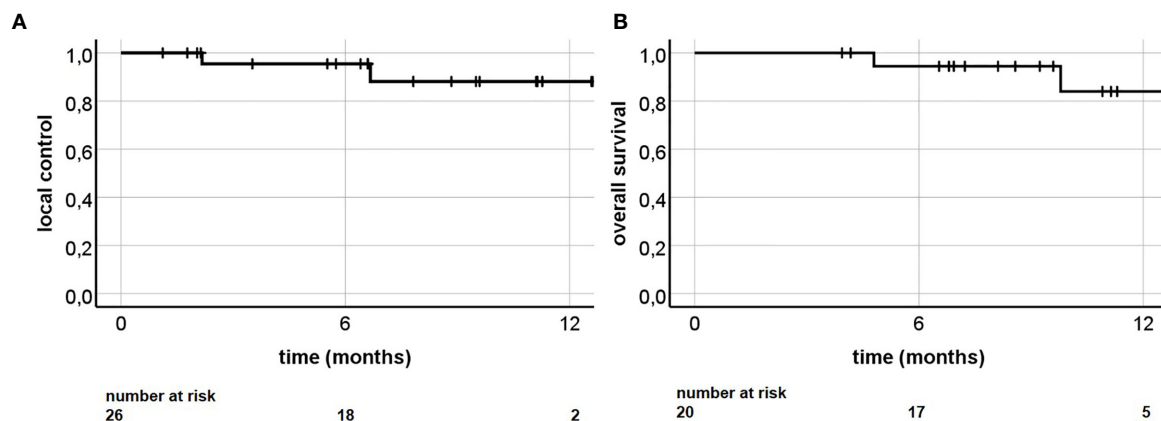 A
local control
1,0
0,8
0,6
0,4
0,2
0,0
0 6 12
time (months)
number at risk
26 18 2
B
overall survival
1,0
0,8
0,6
0,4
0,2
0,0
0 6 12
time (months)
number at risk
20 17 5